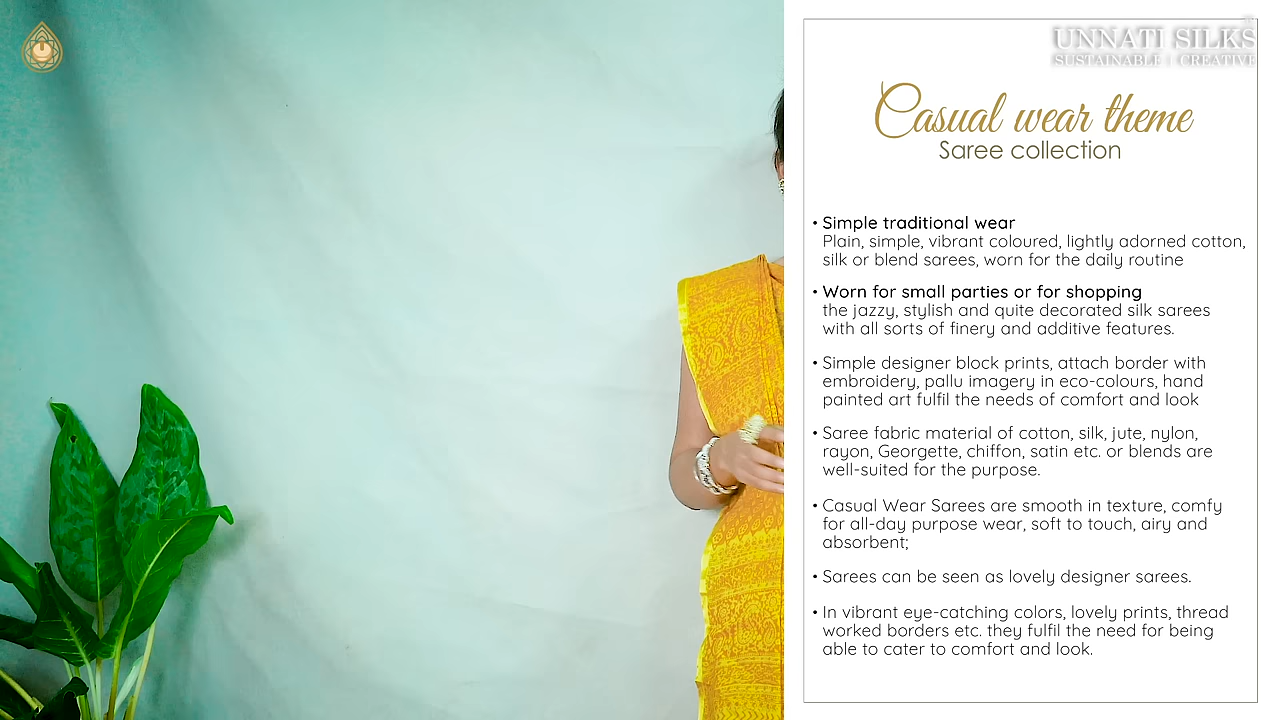 UNNATI SILKS
SUSTAINABLE | CREATIVE
Casual wear theme
Saree collection
• Simple traditional wear
Plain, simple, vibrant coloured, lightly adorned cotton,
silk or blend sarees, worn for the daily routine
• Worn for small parties or for shopping
the jazzy, stylish and quite decorated silk sarees
with all sorts of finery and additive features.
• Simple designer block prints, attach border with
embroidery, pallu imagery in eco-colours, hand
painted art fulfil the needs of comfort and look
• Saree fabric material of cotton, silk, jute, nylon,
rayon, Georgette, chiffon, satin etc. or blends are
well-suited for the purpose.
• Casual Wear Sarees are smooth in texture, comfy
for all-day purpose wear, soft to touch, airy and
absorbent;
• Sarees can be seen as lovely designer sarees.
• In vibrant eye-catching colors, lovely prints, thread
worked borders etc. they fulfil the need for being
able to cater to comfort and look.